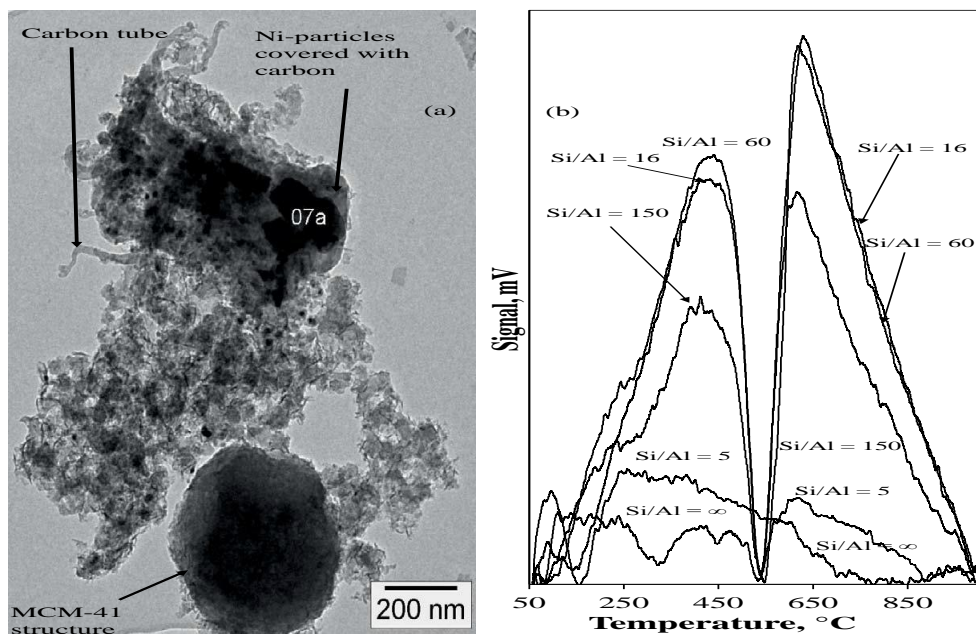 Carbon tube
Ni-particles
covered with
carbon
(a)
07a
MCM-41
structure
200 nm
(b)
Si/Al = 60
Si/Al = 16
Si/Al = 150
Si/Al = 16
Si/Al = 60
Si/Al = 150
Si/Al = 5
Si/Al = 5
Si/Al = ∞
Si/Al = ∞
Signal, mV
50 250 450 650 850
Temperature, °C